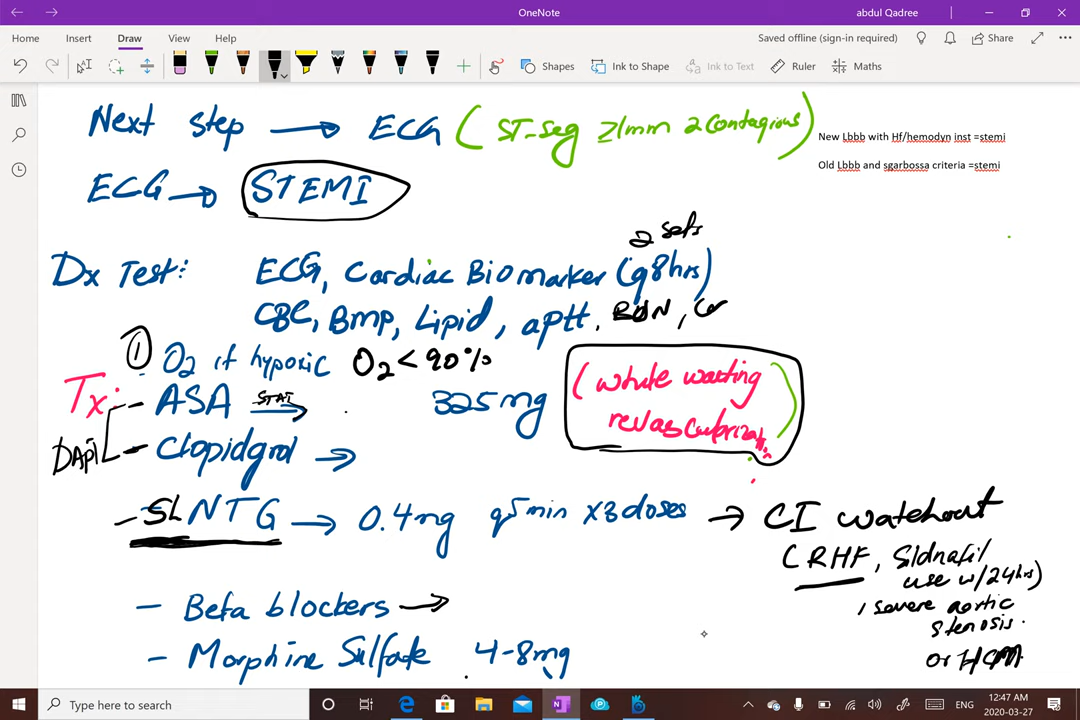 OneNote
abdul Qadree
Home Insert Draw View Help
Saved offline (sign-in required)
Share
Shapes
Ink to Shape
Ink to Text
Ruler
Maths
Next step → ECG (ST-seg ≥1mm 2 contagious)
New Lbbb with Hf/hemodyn inst =stemi
Old Lbbb and sgarbossa criteria =stemi
ECG → STEMI
2 sets
Dx Test: ECG, Cardiac Biomarker (q8hrs)
CBC, Bmp, Lipid, aptt, BUN, Cr
① O2 if hypoxic O2 < 90%
Tx: - ASA STAT → 325mg
(while waiting
revascularization)
DAPT - Clopidgrol →
- SL NTG → 0.4mg q5min x3doses → CI watchout
CRHF, Sildnafil
use w/24hrs)
, severe aortic
stenosis.
or HCM
- Beta blockers →
- Morphine Sulfade 4-8mg
Type here to search
ENG
12:47 AM
2020-03-27